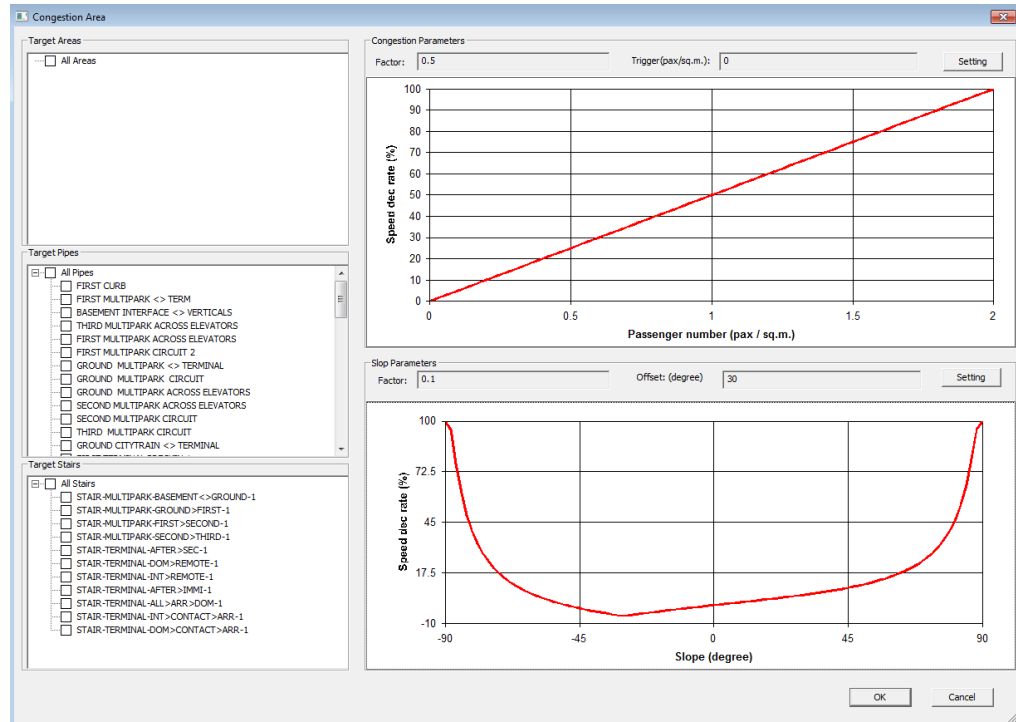 Congestion Area
Target Areas
All Areas
Target Pipes
All Pipes
FIRST CURB
FIRST MULTIPARK <> TERM
BASEMENT INTERFACE <> VERTICALS
THIRD MULTIPARK ACROSS ELEVATORS
FIRST MULTIPARK ACROSS ELEVATORS
FIRST MULTIPARK CIRCUIT 2
GROUND  MULTIPARK <> TERMINAL
GROUND  MULTIPARK  CIRCUIT
GROUND  MULTIPARK ACROSS ELEVATORS
SECOND MULTIPARK ACROSS ELEVATORS
SECOND MULTIPARK CIRCUIT
THIRD  MULTIPARK CIRCUIT
GROUND CITYTRAIN <> TERMINAL
Target Stairs
All Stairs
STAIR-MULTIPARK-BASEMENT<>GROUND-1
STAIR-MULTIPARK-GROUND>FIRST-1
STAIR-MULTIPARK-FIRST>SECOND-1
STAIR-MULTIPARK-SECOND>THIRD-1
STAIR-TERMINAL-AFTER>SEC-1
STAIR-TERMINAL-DOM>REMOTE-1
STAIR-TERMINAL-INT>REMOTE-1
STAIR-TERMINAL-AFTER>IMMI-1
STAIR-TERMINAL-ALL>ARR>DOM-1
STAIR-TERMINAL-INT>CONTACT>ARR-1
STAIR-TERMINAL-DOM>CONTACT>ARR-1
Congestion Parameters
Factor: 0.5 Trigger(pax/sq.m.): 0 Setting
Speed dec rate (%)
100
90
80
70
60
50
40
30
20
10
0
0 0.5 1 1.5 2
Passenger number (pax / sq.m.)
Slop Parameters
Factor: 0.1 Offset: (degree) 30 Setting
Speed dec rate (%)
100
72.5
45
17.5
-10
-90 -45 0 45 90
Slope (degree)
OK Cancel